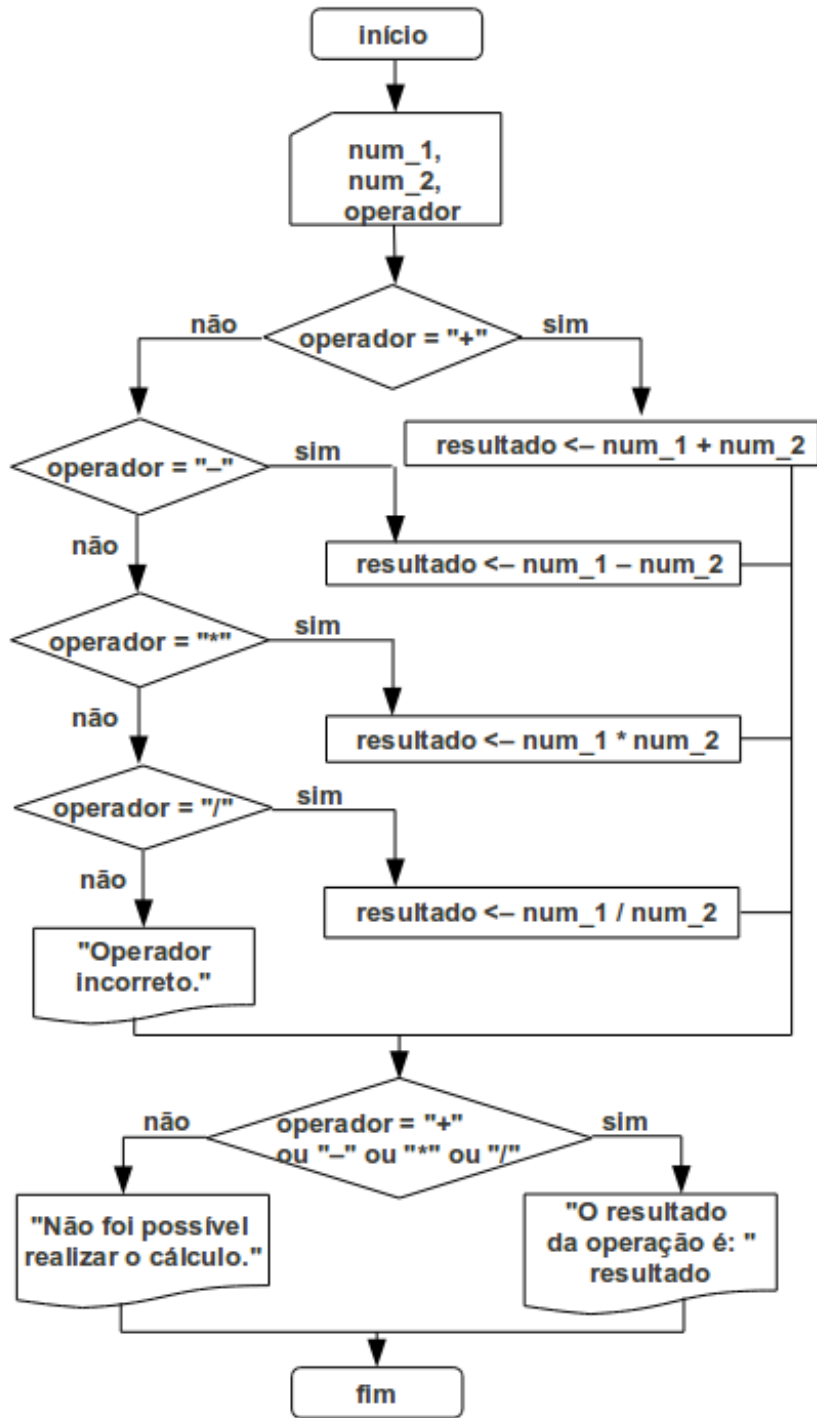 início
num_1,
num_2,
operador
não
sim
operador = "+"
resultado <– num_1 + num_2
operador = "–"
sim
não
resultado <– num_1 – num_2
operador = "*"
sim
não
resultado <– num_1 * num_2
operador = "/"
sim
não
resultado <– num_1 / num_2
"Operador
incorreto."
não
sim
operador = "+"
ou "–" ou "*" ou "/"
"Não foi possível
realizar o cálculo."
"O resultado
da operação é: "
resultado
fim